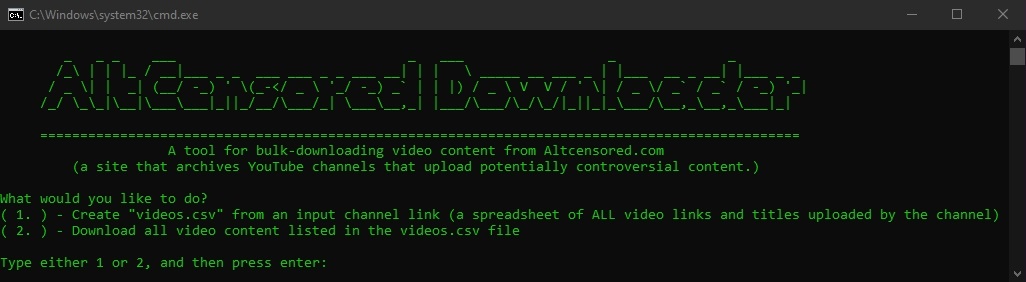 C:\Windows\system32\cmd.exe
AltCensored Downloader
A tool for bulk-downloading video content from Altcensored.com
(a site that archives YouTube channels that upload potentially controversial content.)
What would you like to do?
( 1. ) - Create "videos.csv" from an input channel link (a spreadsheet of ALL video links and titles uploaded by the channel)
( 2. ) - Download all video content listed in the videos.csv file
Type either 1 or 2, and then press enter: